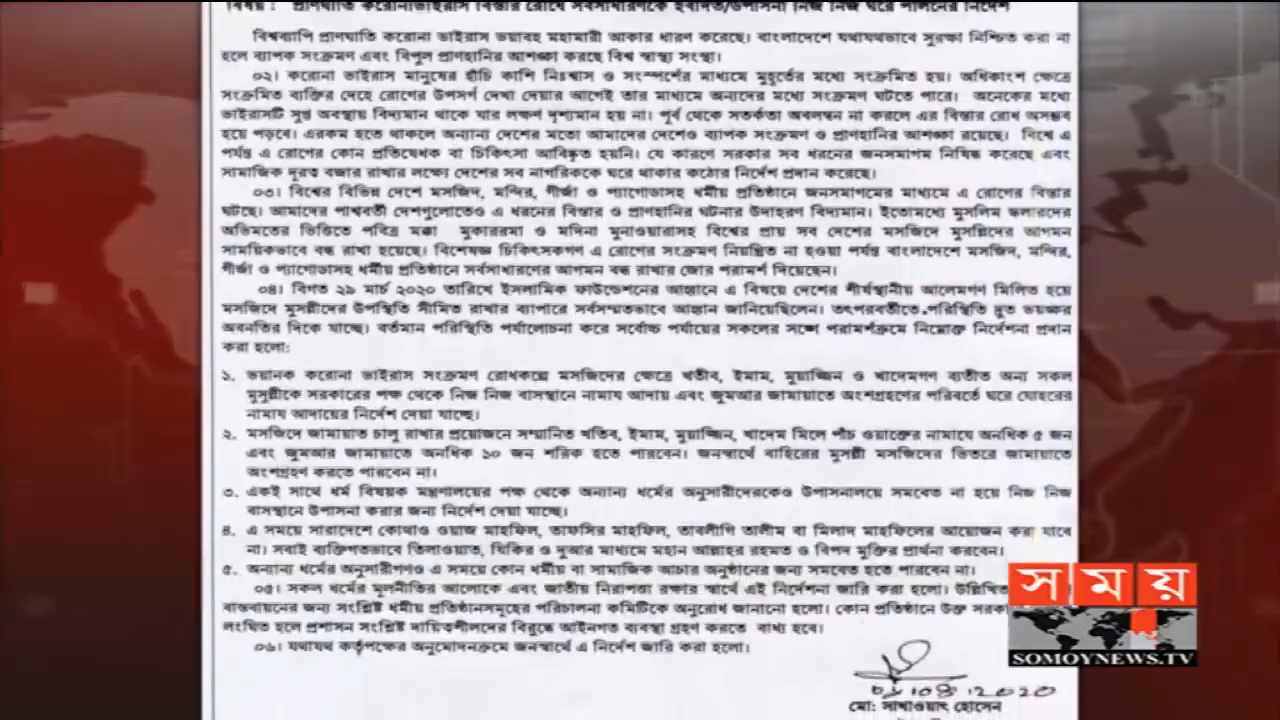 বিষয় : প্রাণঘাতি করোনাভাইরাস বিস্তার রোধে সর্বসাধারণকে ইবাদত/উপাসনা নিজ নিজ ঘরে পালনের নির্দেশ
বিশ্বব্যাপি প্রাণঘাতি করোনা ভাইরাস ভয়াবহ মহামারী আকার ধারণ করেছে। বাংলাদেশে যথাযথভাবে সুরক্ষা নিশ্চিত করা না
হলে ব্যাপক সংক্রমণ এবং বিপুল প্রাণহানির আশঙ্কা করছে বিশ্ব স্বাস্থ্য সংস্থা।
০২। করোনা ভাইরাস মানুষের হাঁচি কাশি নিঃশ্বাস ও সংস্পর্শের মাধ্যমে মুহূর্তের মধ্যে সংক্রমিত হয়। অধিকাংশ ক্ষেত্রে
সংক্রমিত ব্যক্তির দেহে রোগের উপসর্গ দেখা দেয়ার আগেই তার মাধ্যমে অন্যদের মধ্যে সংক্রমণ ঘটতে পারে। অনেকের মধ্যে
ভাইরাসটি সুপ্ত অবস্থায় বিদ্যমান থাকে যার লক্ষণ দৃশ্যমান হয় না। পূর্ব থেকে সতর্কতা অবলম্বন না করলে এর বিস্তার রোধ অসম্ভব
হয়ে পড়বে। এরকম হতে থাকলে অন্যান্য দেশের মতো আমাদের দেশেও ব্যাপক সংক্রমণ ও প্রাণহানির আশঙ্কা রয়েছে। বিশ্বে এ
পর্যন্ত এ রোগের কোন প্রতিষেধক বা চিকিৎসা আবিষ্কৃত হয়নি। যে কারণে সরকার সব ধরনের জনসমাগম নিষিদ্ধ করেছে এবং
সামাজিক দূরত্ব বজার রাখার লক্ষ্যে দেশের সব নাগরিককে ঘরে থাকার কঠোর নির্দেশ প্রদান করেছে।
০৩। বিশ্বের বিভিন্ন দেশে মসজিদ, মন্দির, গীর্জা ও প্যাগোডাসহ ধর্মীয় প্রতিষ্ঠানে জনসমাগমের মাধ্যমে এ রোগের বিস্তার
ঘটছে। আমাদের পাশ্ববর্তী দেশগুলোতেও এ ধরনের বিস্তার ও প্রাণহানির ঘটনার উদাহরণ বিদ্যমান। ইতোমধ্যে মুসলিম স্কলারদের
অভিমতের ভিত্তিতে পবিত্র মক্কা মুকাররমা ও মদিনা মুনাওয়ারাসহ বিশ্বের প্রায় সব দেশের মসজিদে মুসল্লিদের আগমন
সাময়িকভাবে বন্ধ রাখা হয়েছে। বিশেষজ্ঞ চিকিৎসকগণ এ রোগের সংক্রমণ নিয়ন্ত্রিত না হওয়া পর্যন্ত বাংলাদেশে মসজিদ, মন্দির,
গীর্জা ও প্যাগোডাসহ ধর্মীয় প্রতিষ্ঠানে সর্বসাধারণের আগমন বন্ধ রাখার জোর পরামর্শ দিয়েছেন।
০৪। বিগত ২৯ মার্চ ২০২০ তারিখে ইসলামিক ফাউন্ডেশনের আহ্বানে এ বিষয়ে দেশের শীর্ষস্থানীয় আলেমগণ মিলিত হয়ে
মসজিদে মুসল্লীদের উপস্থিতি সীমিত রাখার ব্যাপারে সর্বসম্মতভাবে আহ্বান জানিয়েছিলেন। তৎপরবর্তীতে পরিস্থিতি দ্রুত ভয়ঙ্কর
অবনতির দিকে যাচ্ছে। বর্তমান পরিস্থিতি পর্যালোচনা করে সর্বোচ্চ পর্যায়ের সকলের সঙ্গে পরামর্শক্রমে নিম্নোক্ত নির্দেশনা প্রদান
করা হলো:
১. ভয়ানক করোনা ভাইরাস সংক্রমণ রোধকল্পে মসজিদের ক্ষেত্রে খতীব, ইমাম, মুয়াজ্জিন ও খাদেমগণ ব্যতীত অন্য সকল
মুসুল্লীকে সরকারের পক্ষ থেকে নিজ নিজ বাসস্থানে নামায আদায় এবং জুমআর জামায়াতে অংশগ্রহণের পরিবর্তে ঘরে যোহরের
নামায আদায়ের নির্দেশ দেয়া যাচ্ছে।
২. মসজিদে জামায়াত চালু রাখার প্রয়োজনে সম্মানিত খতিব, ইমাম, মুয়াজ্জিন, খাদেম মিলে পাঁচ ওয়াক্তের নামাযে অনধিক ৫ জন
এবং জুমআর জামায়াতে অনধিক ১০ জন শরিক হতে পারবেন। জনস্বার্থে বাহিরের মুসল্লী মসজিদের ভিতরে জামায়াতে
অংশগ্রহণ করতে পারবেন না।
৩. একই সাথে ধর্ম বিষয়ক মন্ত্রণালয়ের পক্ষ থেকে অন্যান্য ধর্মের অনুসারীদেরকেও উপাসনালয়ে সমবেত না হয়ে নিজ নিজ
বাসস্থানে উপাসনা করার জন্য নির্দেশ দেয়া যাচ্ছে।
৪. এ সময়ে সারাদেশে কোথাও ওয়াজ মাহফিল, তাফসির মাহফিল, তাবলীগি তালীম বা মিলাদ মাহফিলের আয়োজন করা যাবে
না। সবাই ব্যক্তিগতভাবে তিলাওয়াত, যিকির ও দুআর মাধ্যমে মহান আল্লাহর রহমত ও বিপদ মুক্তির প্রার্থনা করবেন।
৫. অন্যান্য ধর্মের অনুসারীগণও এ সময়ে কোন ধর্মীয় বা সামাজিক আচার অনুষ্ঠানের জন্য সমবেত হতে পারবেন না।
০৫। সকল ধর্মের মূলনীতির আলোকে এবং জাতীয় নিরাপত্তা রক্ষার স্বার্থে এই নির্দেশনা জারি করা হলো। উল্লিখিত
বাস্তবায়নের জন্য সংশ্লিষ্ট ধর্মীয় প্রতিষ্ঠানসমূহের পরিচালনা কমিটিকে অনুরোধ জানানো হলো। কোন প্রতিষ্ঠানে উক্ত সরকা
লংঘিত হলে প্রশাসন সংশ্লিষ্ট দায়িত্বশীলদের বিরুদ্ধে আইনগত ব্যবস্থা গ্রহণ করতে বাধ্য হবে।
০৬। যথাযথ কর্তৃপক্ষের অনুমোদনক্রমে জনস্বার্থে এ নির্দেশ জারি করা হলো।
সময়
SOMOYNEWS.TV
মো: সাখাওয়াৎ হোসেন